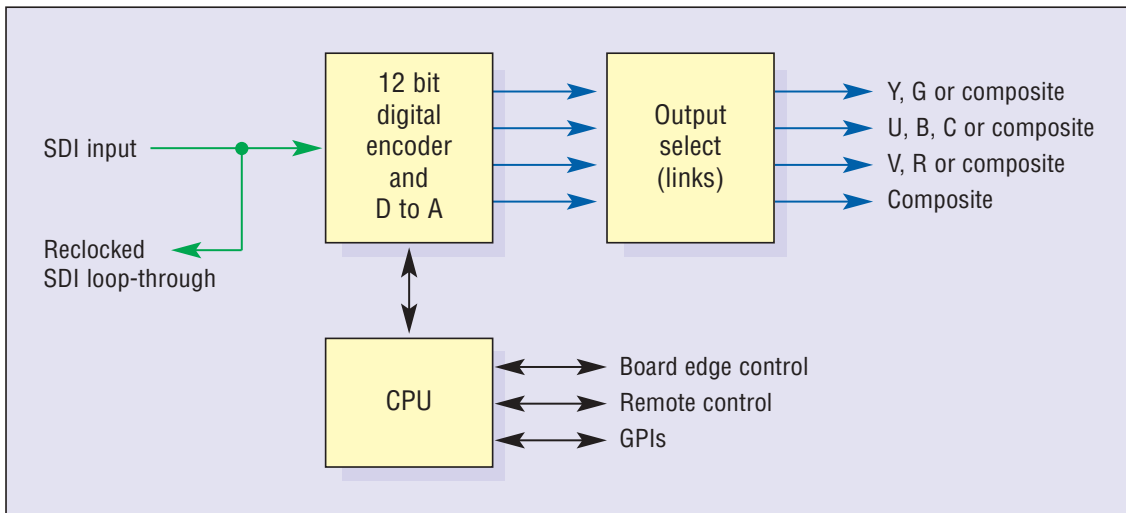 SDI input
Reclocked
SDI loop-through
12 bit
digital
encoder
and
D to A
Output
select
(links)
Y, G or composite
U, B, C or composite
V, R or composite
Composite
CPU
Board edge control
Remote control
GPIs